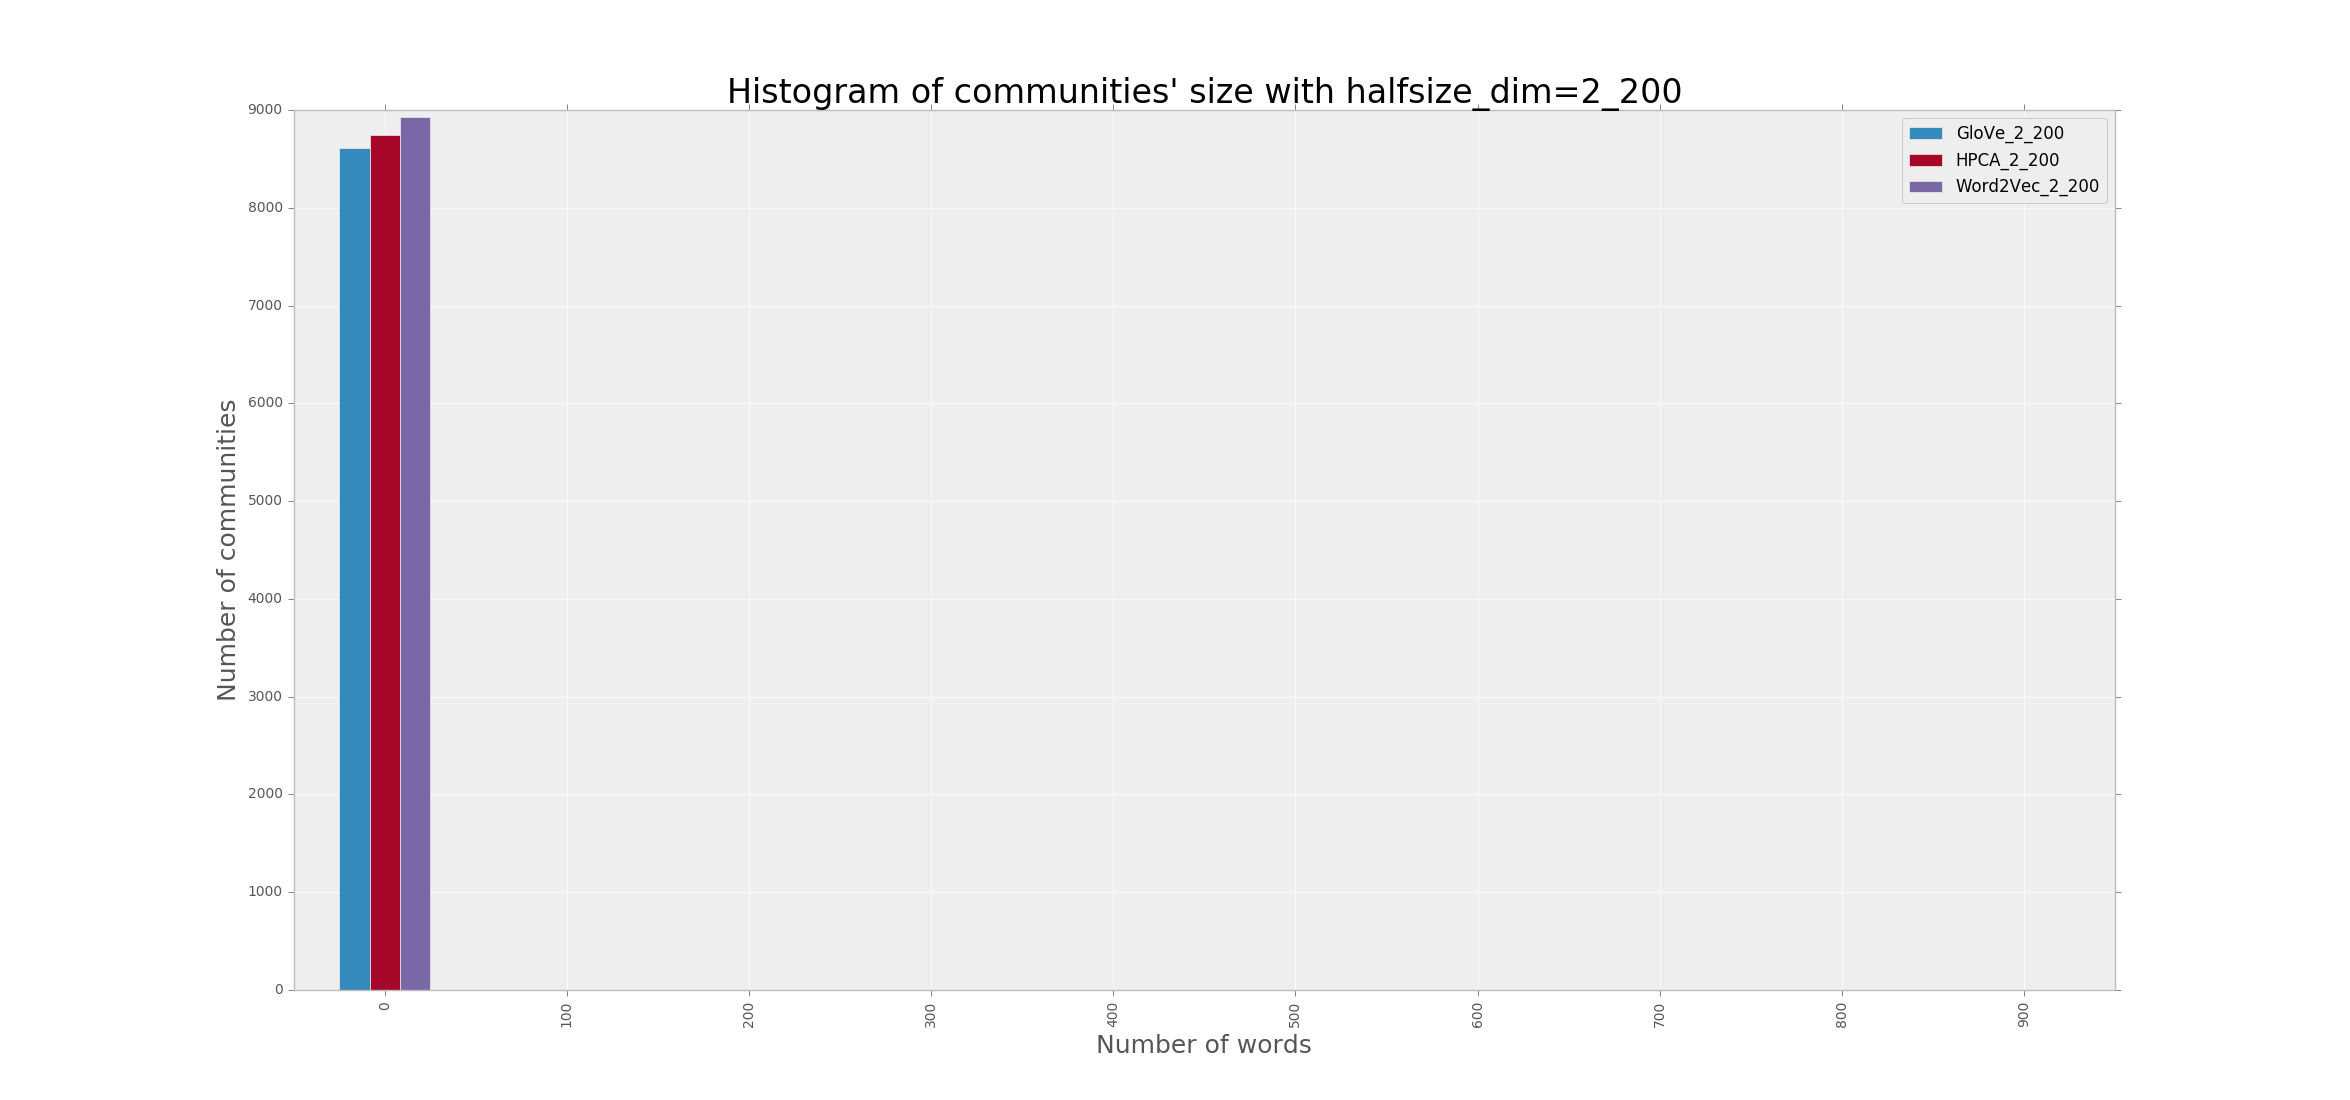 Histogram of communities' size with halfsize_dim=2_200
GloVe_2_200
HPCA_2_200
Word2Vec_2_200
Number of communities
9000
8000
7000
6000
5000
4000
3000
2000
1000
0
0 100 200 300 400 500 600 700 800 900
Number of words